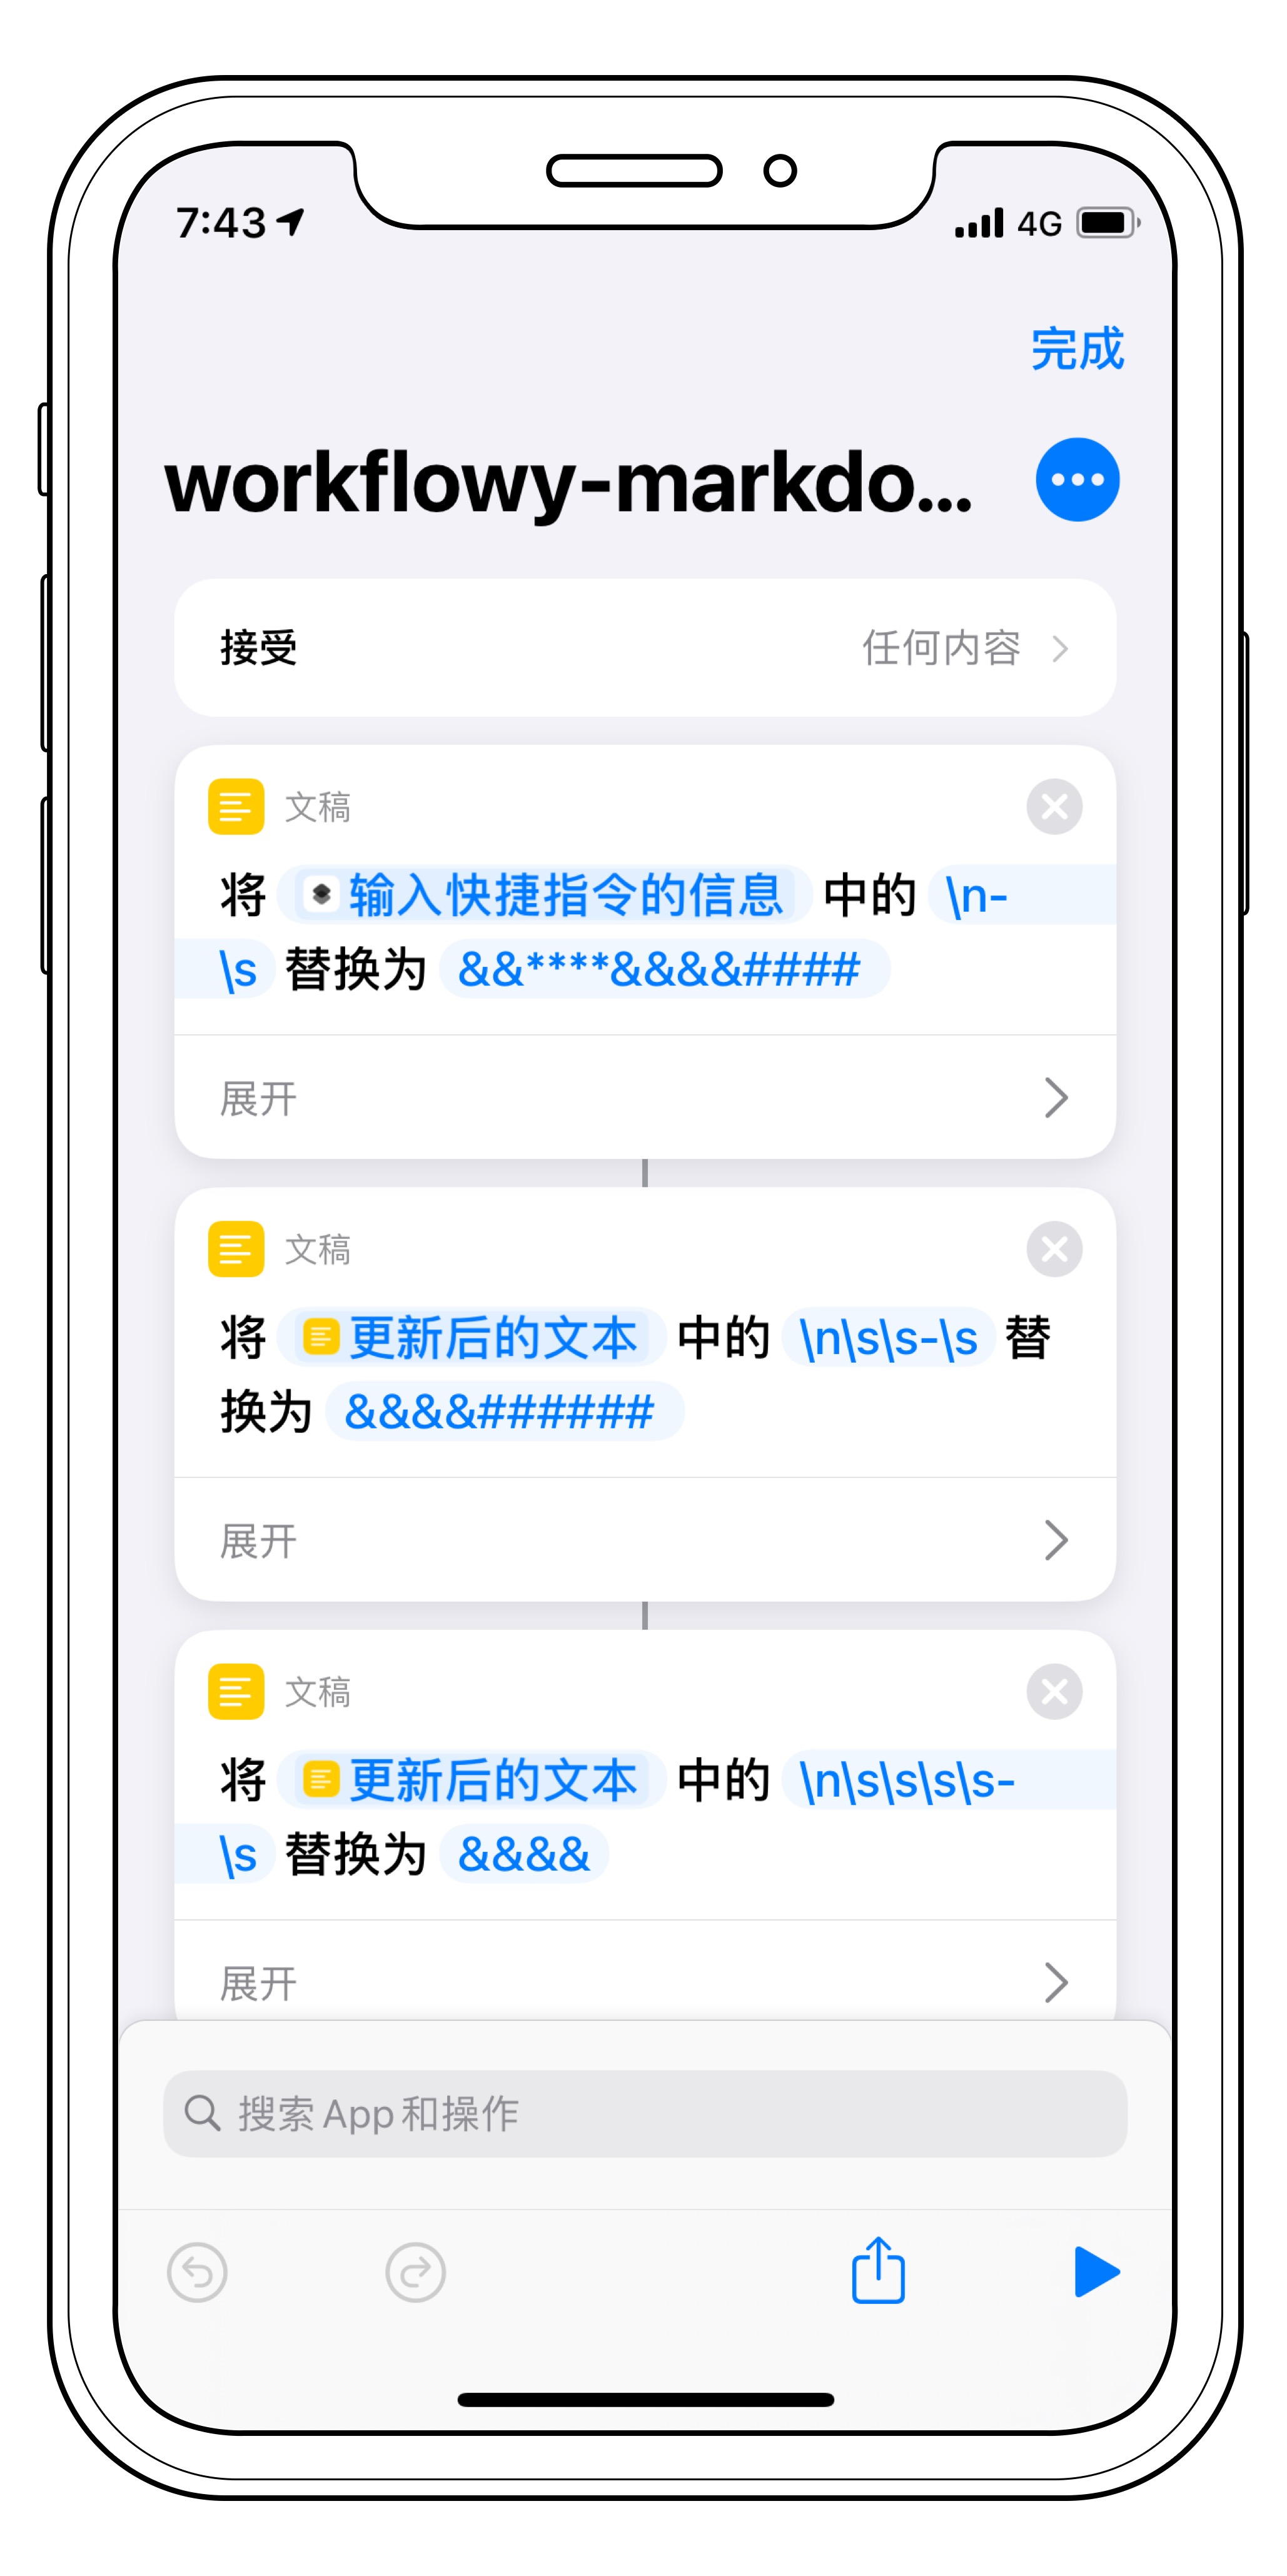 7:43 4G
完成
workflowy-markdo...
接受 任何内容
文稿
将 输入快捷指令的信息 中的 \n-
\s 替换为 &&****&&&&####
展开
文稿
将 更新后的文本 中的 \n\s\s-\s 替
换为 &&&&######
展开
文稿
将 更新后的文本 中的 \n\s\s\s\s-
\s 替换为 &&&&
展开
搜索 App 和操作